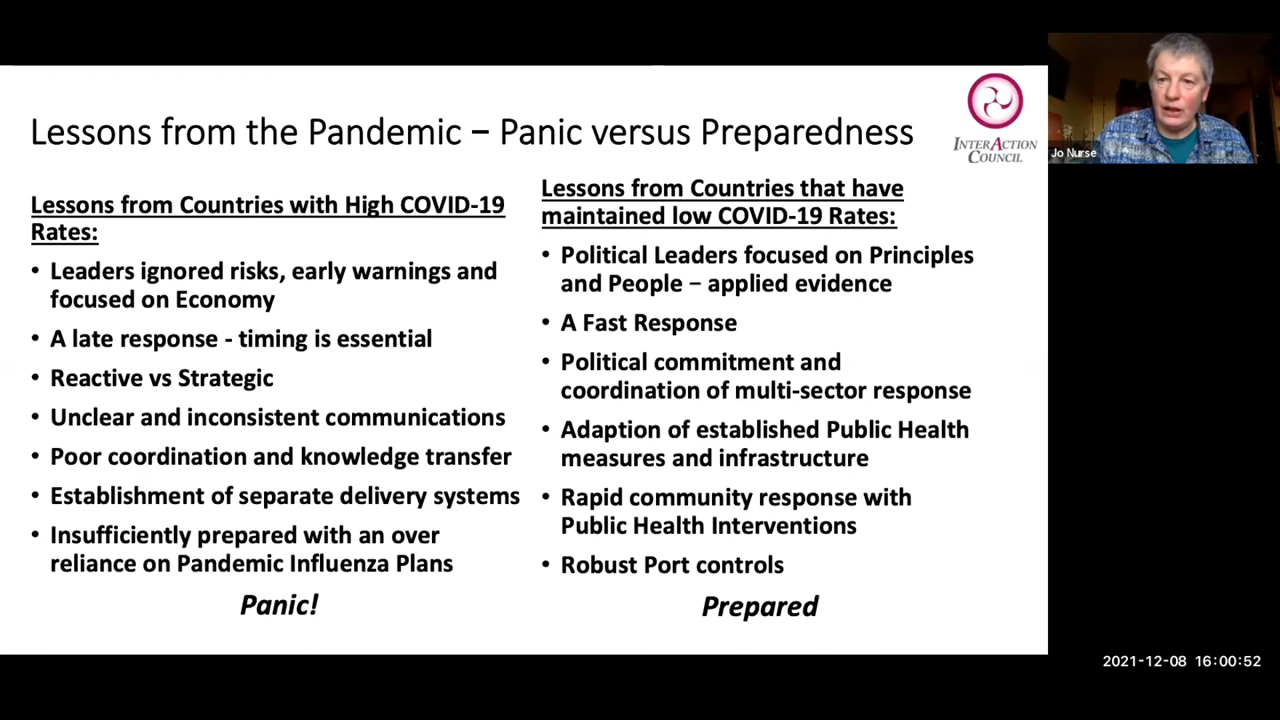 Lessons from the Pandemic – Panic versus Preparedness
INTERACTION
COUNCIL
Jo Nurse
Lessons from Countries with High COVID-19
Rates:
• Leaders ignored risks, early warnings and
focused on Economy
• A late response - timing is essential
• Reactive vs Strategic
• Unclear and inconsistent communications
• Poor coordination and knowledge transfer
• Establishment of separate delivery systems
• Insufficiently prepared with an over
reliance on Pandemic Influenza Plans
Panic!
Lessons from Countries that have
maintained low COVID-19 Rates:
• Political Leaders focused on Principles
and People – applied evidence
• A Fast Response
• Political commitment and
coordination of multi-sector response
• Adaption of established Public Health
measures and infrastructure
• Rapid community response with
Public Health Interventions
• Robust Port controls
Prepared
2021-12-08 16:00:52